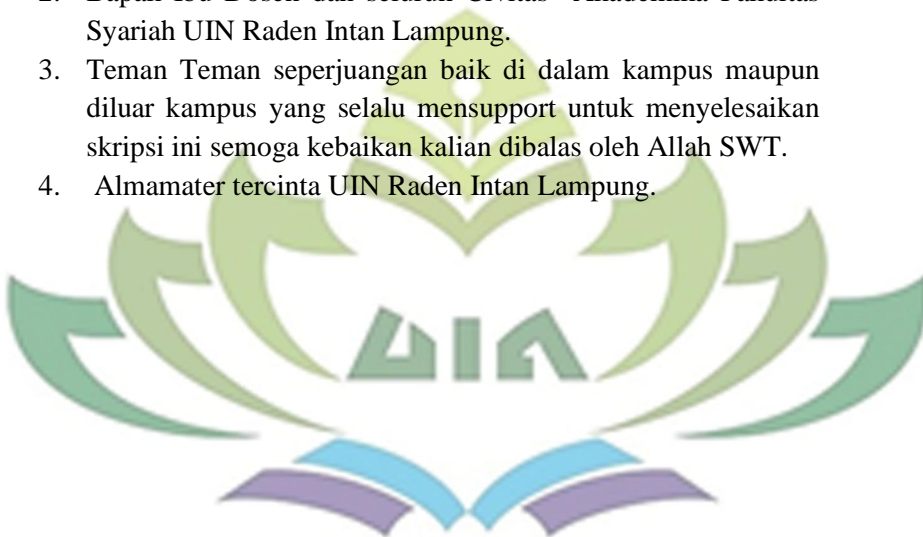 2. Bapak Ibu Dosen dan seluruh Civitas Akademika Fakultas
Syariah UIN Raden Intan Lampung.
3. Teman Teman seperjuangan baik di dalam kampus maupun
diluar kampus yang selalu mensupport untuk menyelesaikan
skripsi ini semoga kebaikan kalian dibalas oleh Allah SWT.
4. Almamater tercinta UIN Raden Intan Lampung.
UIN